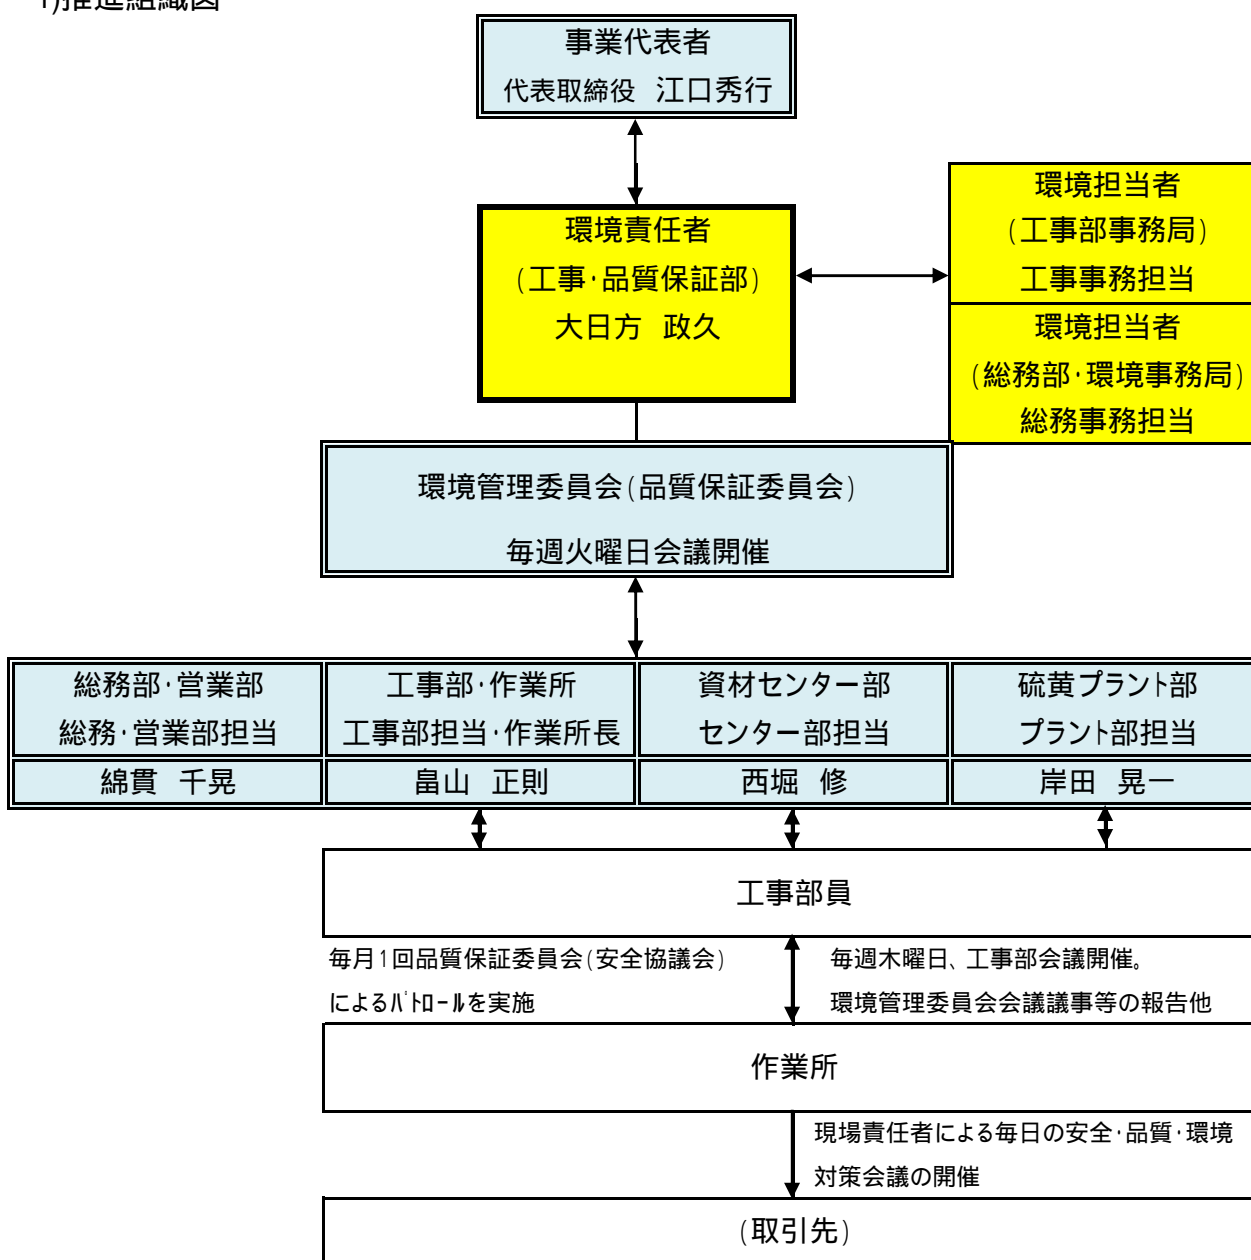 1)推進組織図
事業代表者
代表取締役 江口秀行
環境責任者
(工事・品質保証部)
大日方 政久
環境担当者
(工事部事務局)
工事事務担当
環境担当者
(総務部・環境事務局)
総務事務担当
環境管理委員会(品質保証委員会)
毎週火曜日会議開催
総務部・営業部
総務・営業部担当
綿貫 千晃
工事部・作業所
工事部担当・作業所長
畠山 正則
資材センター部
センター部担当
西堀 修
硫黄プラント部
プラント部担当
岸田 晃一
工事部員
毎月1回品質保証委員会(安全協議会)
によるパトロールを実施
毎週木曜日、工事部会議開催。
環境管理委員会会議議事等の報告他
作業所
現場責任者による毎日の安全・品質・環境
対策会議の開催
(取引先)